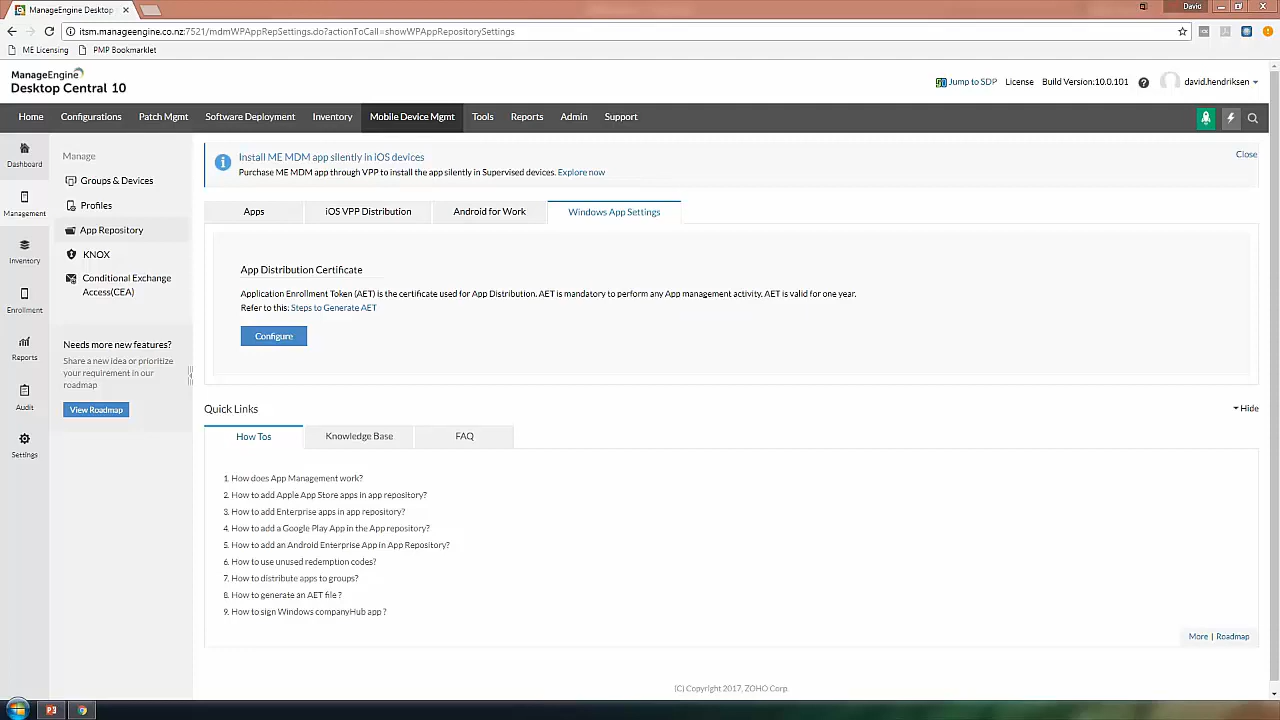 ManageEngine Desktop
David
itsm.manageengine.co.nz:7521/mdmWPAppRepSettings.do?actionToCall=showWPAppRepositorySettings
ME Licensing
PMP Bookmarklet
ManageEngine
Desktop Central 10
Jump to SDP
License
Build Version:10.0.101
david.hendriksen
Home
Configurations
Patch Mgmt
Software Deployment
Inventory
Mobile Device Mgmt
Tools
Reports
Admin
Support
Dashboard
Management
Inventory
Enrollment
Reports
Audit
Settings
Manage
Groups & Devices
Profiles
App Repository
KNOX
Conditional Exchange
Access(CEA)
Needs more new features?
Share a new idea or prioritize
your requirement in our
roadmap
View Roadmap
Install ME MDM app silently in iOS devices
Close
Purchase ME MDM app through VPP to install the app silently in Supervised devices. Explore now
Apps
iOS VPP Distribution
Android for Work
Windows App Settings
App Distribution Certificate
Application Enrollment Token (AET) is the certificate used for App Distribution. AET is mandatory to perform any App management activity. AET is valid for one year.
Refer to this: Steps to Generate AET
Configure
Quick Links
Hide
How Tos
Knowledge Base
FAQ
1. How does App Management work?
2. How to add Apple App Store apps in app repository?
3. How to add Enterprise apps in app repository?
4. How to add a Google Play App in the App repository?
5. How to add an Android Enterprise App in App Repository?
6. How to use unused redemption codes?
7. How to distribute apps to groups?
8. How to generate an AET file ?
9. How to sign Windows companyHub app ?
More | Roadmap
(C) Copyright 2017, ZOHO Corp.